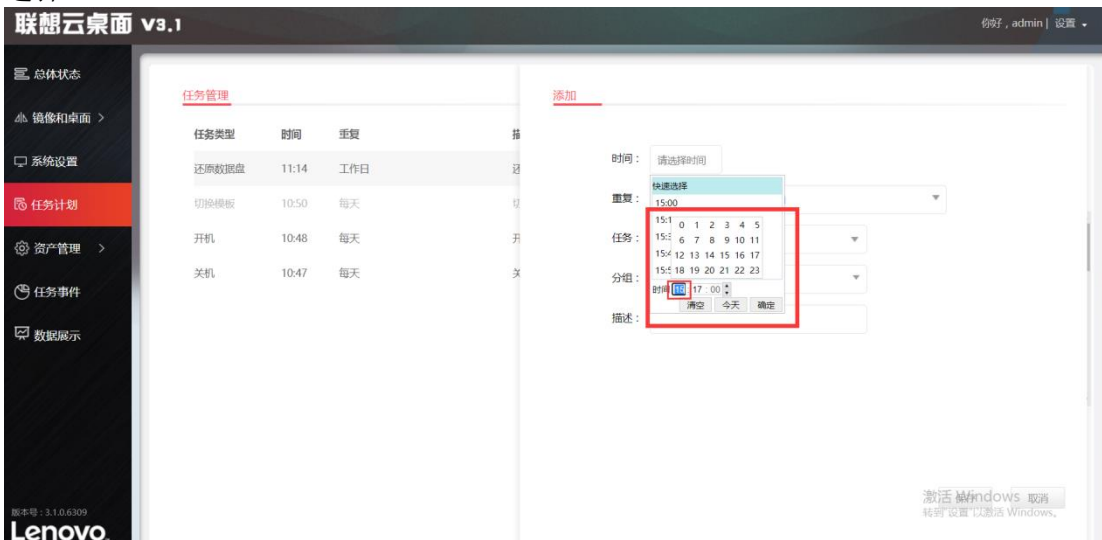 联想云桌面 V3.1
你好，admin | 设置
总体状态
镜像和桌面
系统设置
任务计划
资产管理
任务事件
数据展示
版本号：3.1.0.6309
Lenovo
任务管理
任务类型 时间 重复
还原数据盘 11:14 工作日
切换模板 10:50 每天
开机 10:48 每天
关机 10:47 每天
添加
时间： 请选择时间
重复：
任务：
分组：
描述：
快速选择
15:00
0 1 2 3 4 5
6 7 8 9 10 11
12 13 14 15 16 17
18 19 20 21 22 23
时间 15 : 17 : 00
清空 今天 确定
激活 Windows
取消
转到"设置"以激活 Windows。